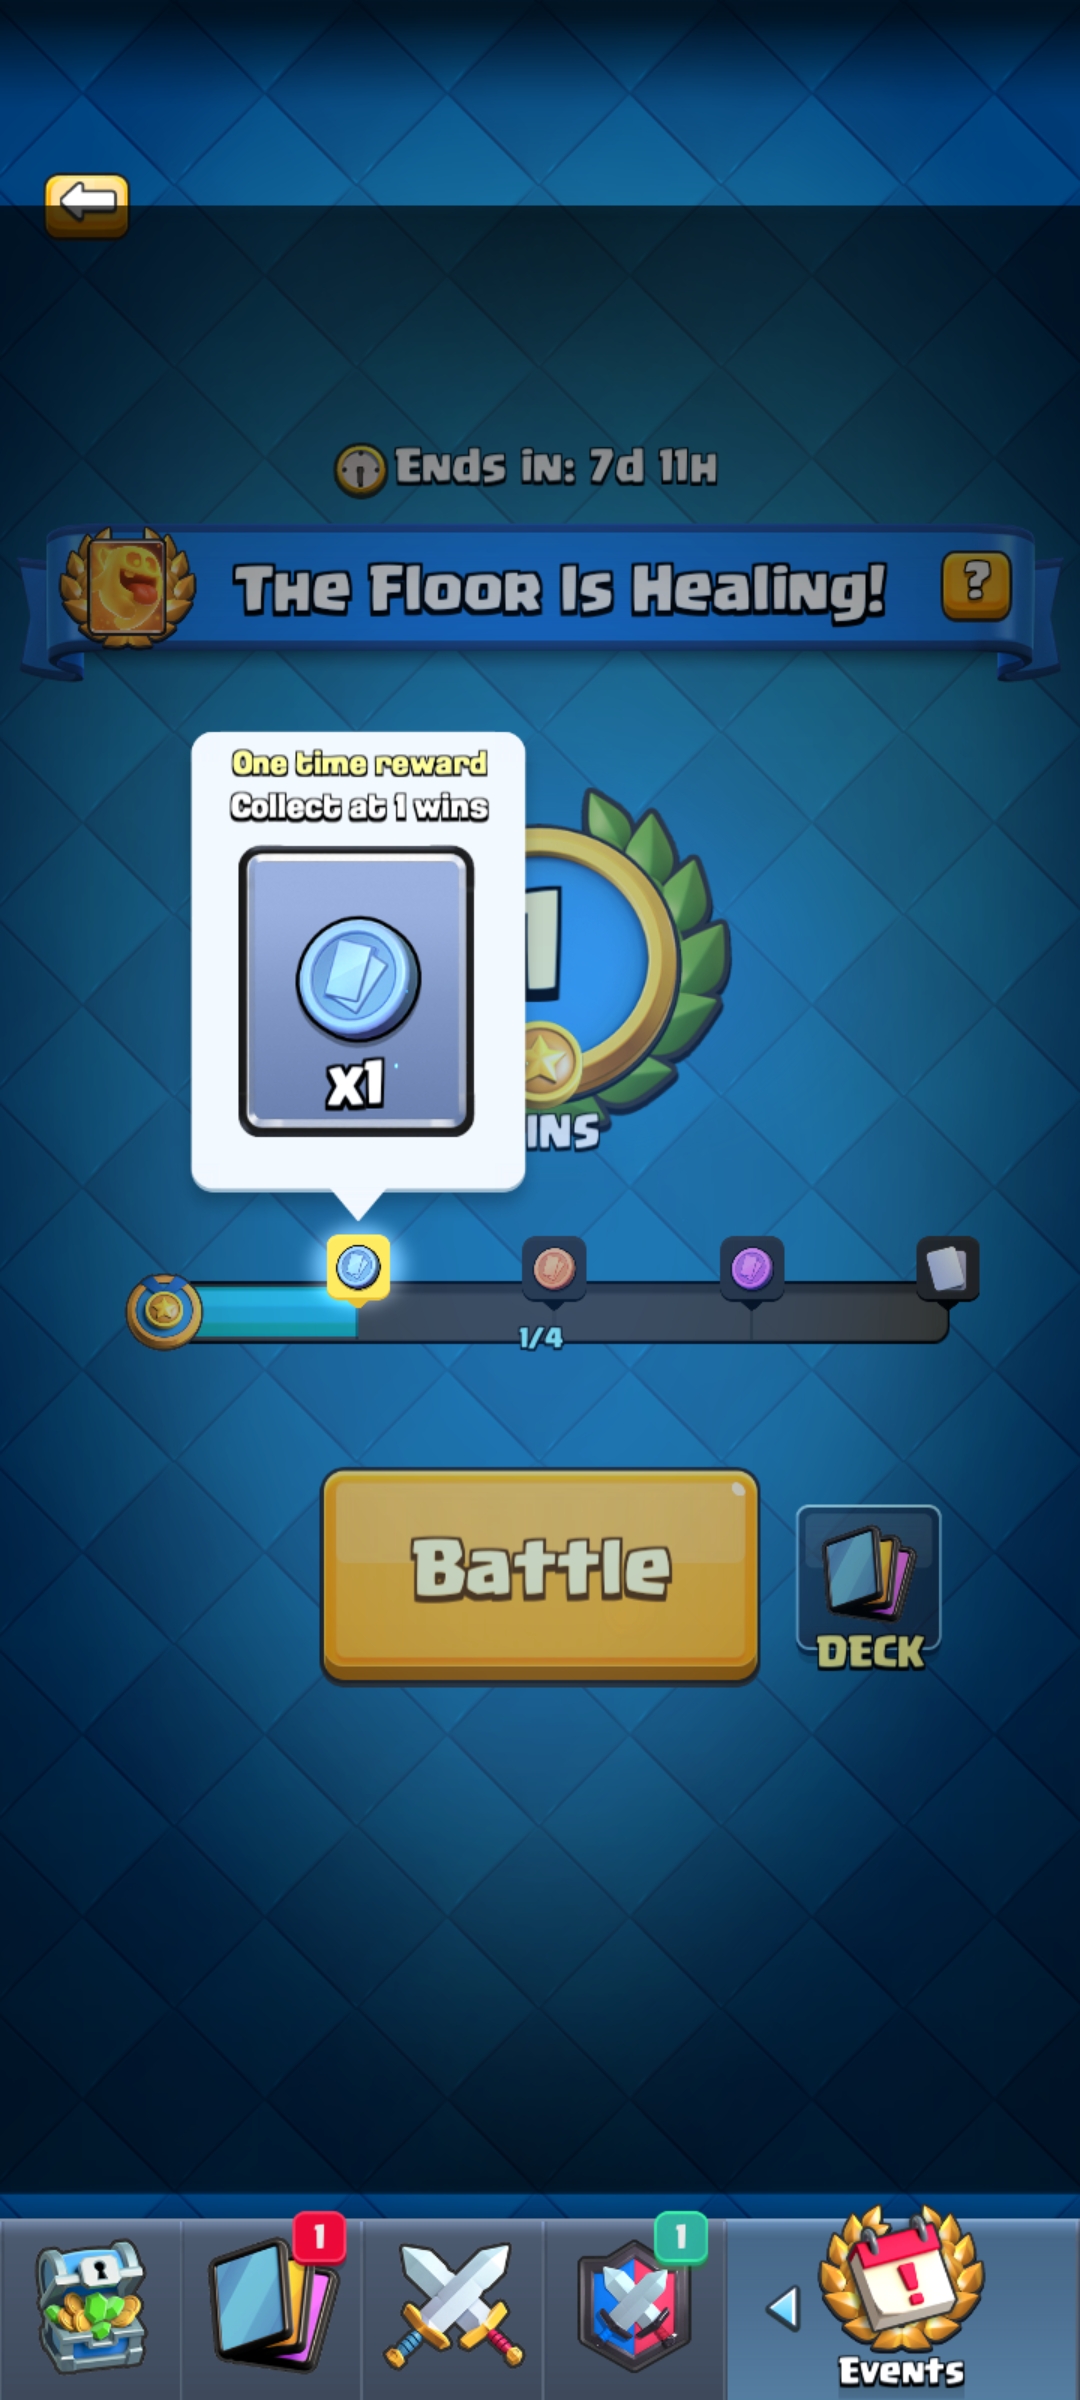 Ends in: 7d 11h
The Floor Is Healing!
?
One time reward
Collect at 1 wins
x1
1
INS
1/4
Battle
DECK
1
1
Events